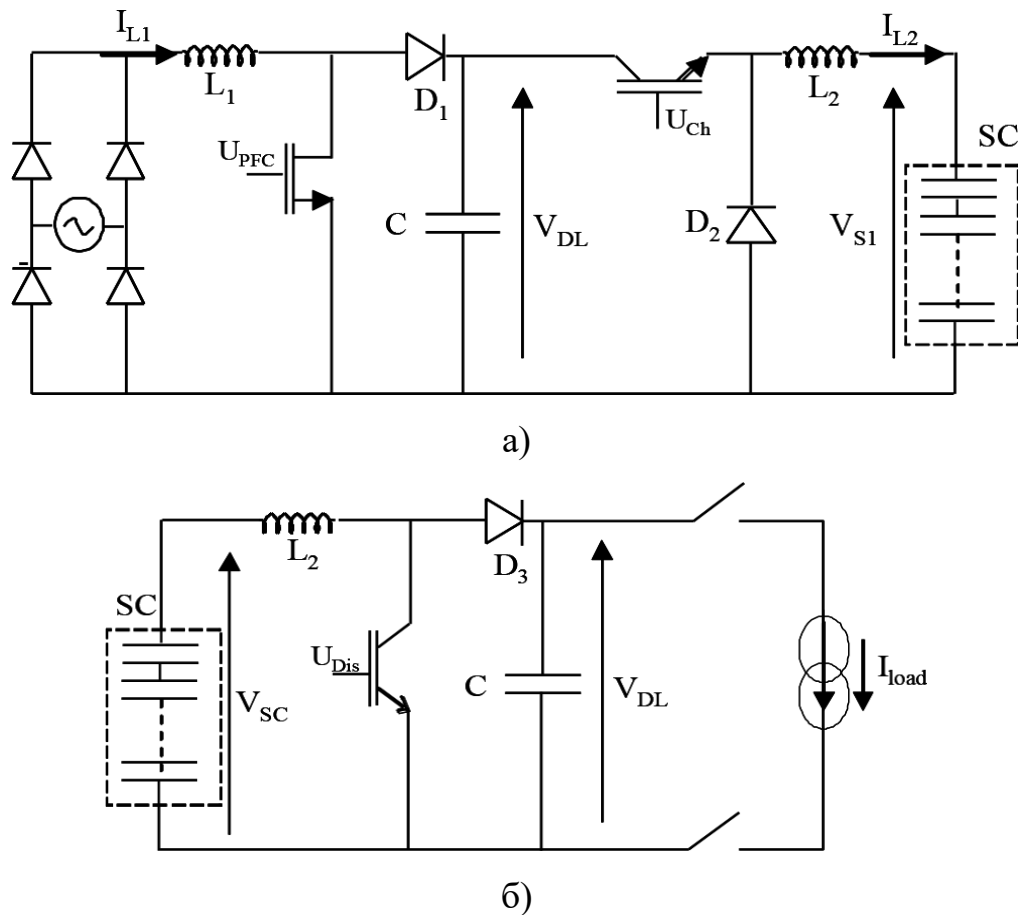 I_L1
L_1
D_1
U_PFC
C
V_DL
U_Ch
D_2
L_2
I_L2
V_S1
SC
а)
SC
V_SC
L_2
U_Dis
D_3
C
V_DL
I_load
б)